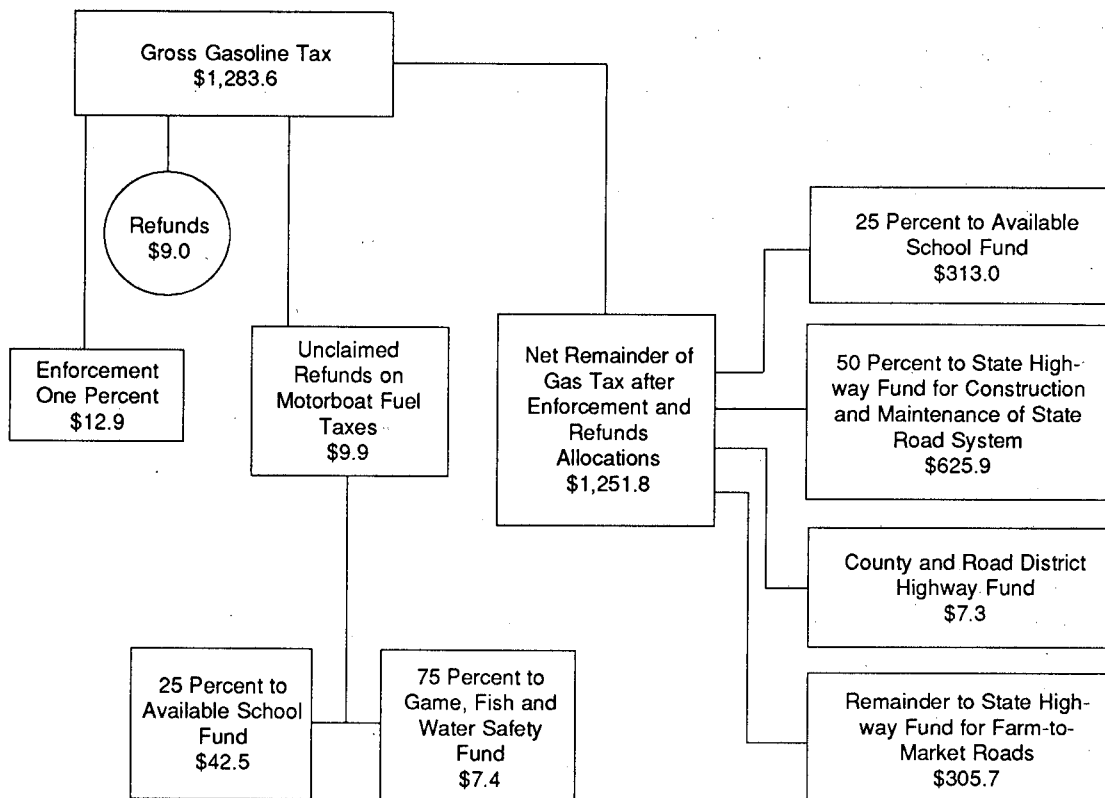 Gross Gasoline Tax
$1,283.6
Refunds
$9.0
Enforcement
One Percent
$12.9
Unclaimed
Refunds on
Motorboat Fuel
Taxes
$9.9
Net Remainder of
Gas Tax after
Enforcement and
Refunds
Allocations
$1,251.8
25 Percent to Available
School Fund
$313.0
50 Percent to State High-
way Fund for Construction
and Maintenance of State
Road System
$625.9
County and Road District
Highway Fund
$7.3
Remainder to State High-
way Fund for Farm-to-
Market Roads
$305.7
25 Percent to
Available School
Fund
$42.5
75 Percent to
Game, Fish and
Water Safety
Fund
$7.4